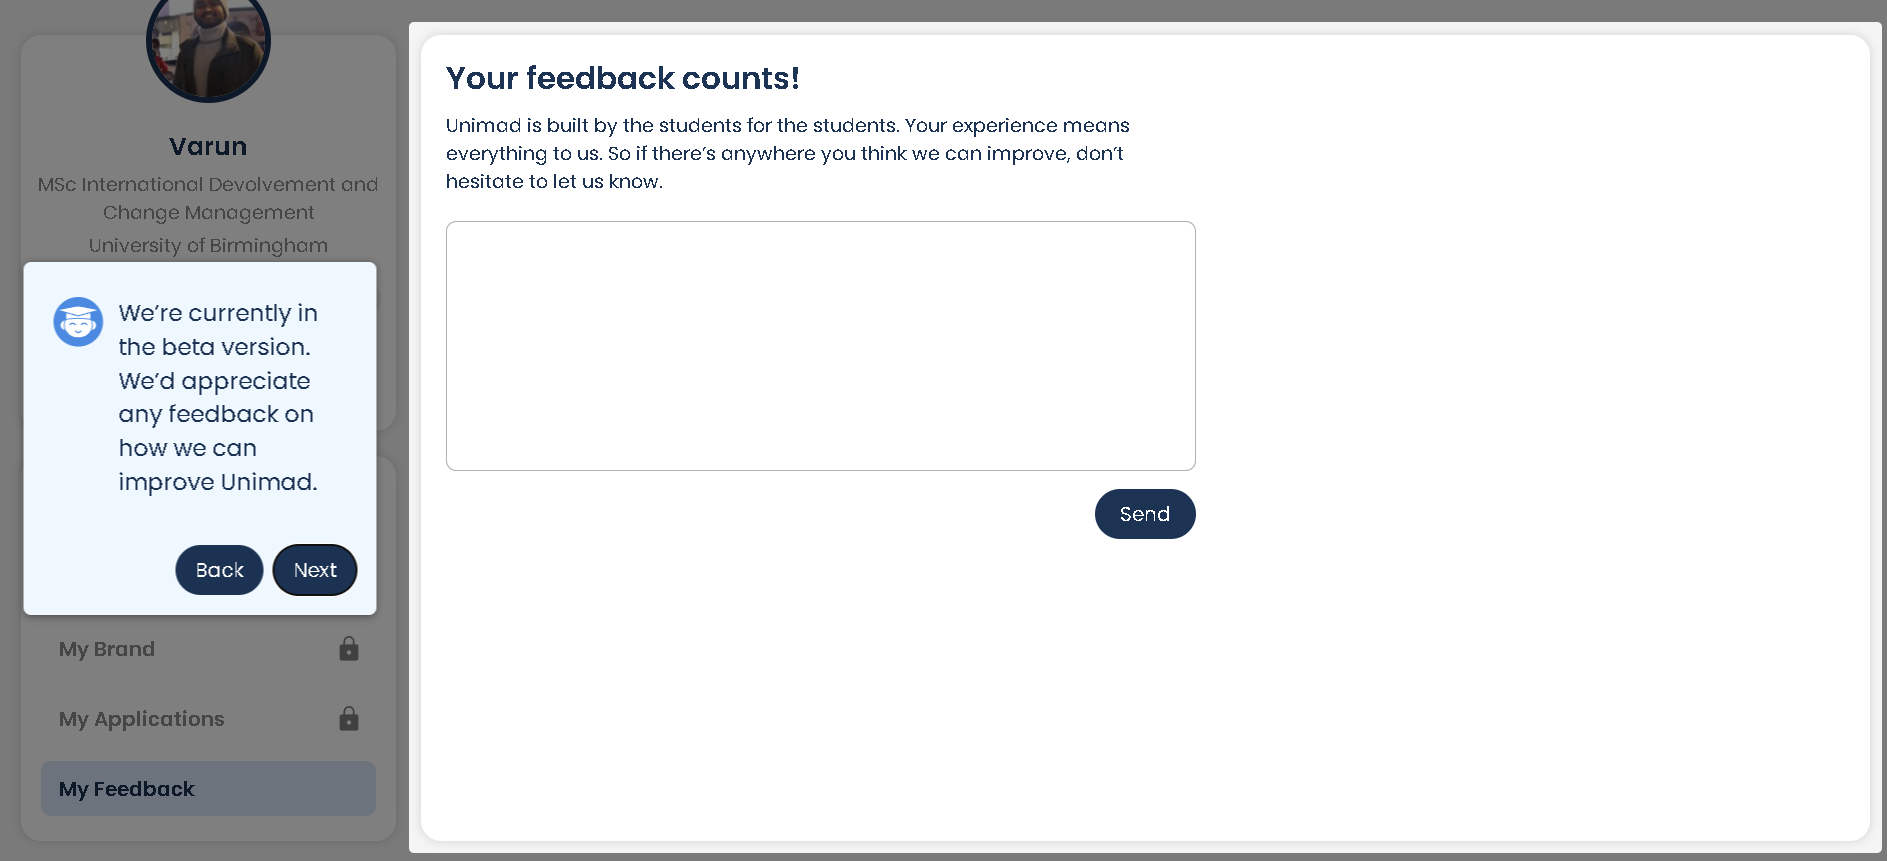 Varun
MSc International Devolvement and
Change Management
University of Birmingham
We're currently in
the beta version.
We'd appreciate
any feedback on
how we can
improve Unimad.
Back
Next
My Brand
My Applications
My Feedback
Your feedback counts!
Unimad is built by the students for the students. Your experience means
everything to us. So if there's anywhere you think we can improve, don't
hesitate to let us know.
Send